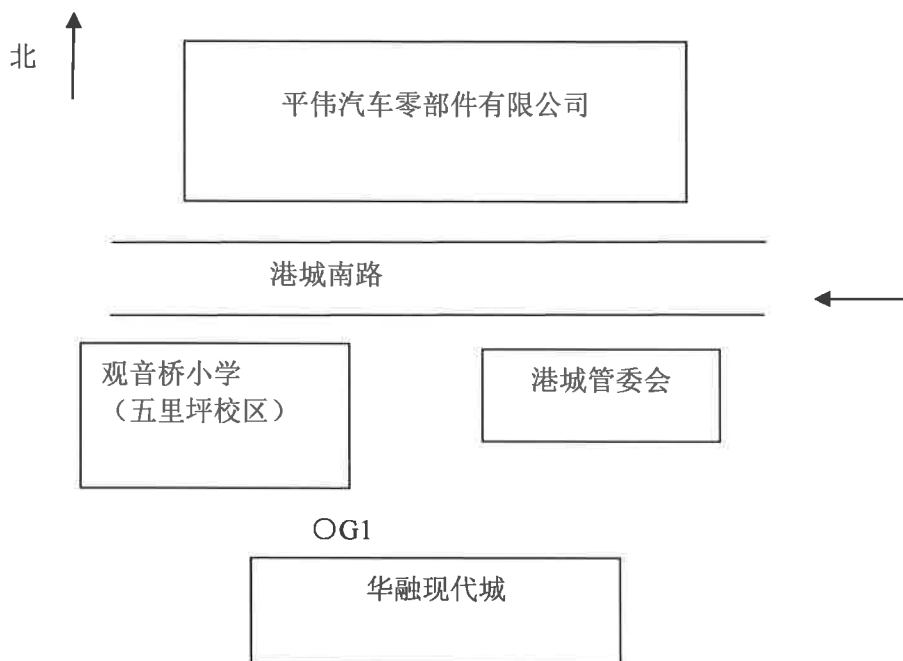 北
平伟汽车零部件有限公司
港城南路
观音桥小学
（五里坪校区）
港城管委会
○G1
华融现代城